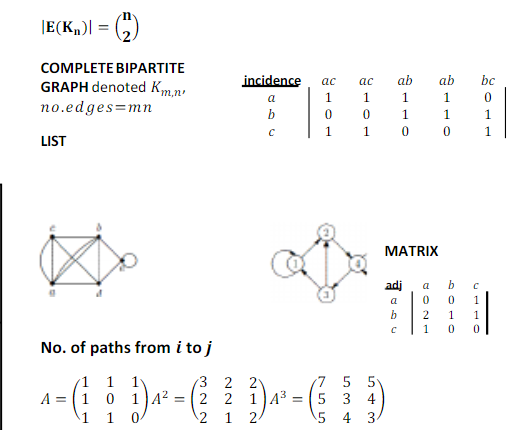 |E(Kₙ)| = (n 2)
COMPLETE BIPARTITE
GRAPH denoted Kₘ,ₙ,
no.edges=mn
LIST
incidence ac ac ab ab bc
a 1 1 1 1 0
b 0 0 1 1 1
c 1 1 0 0 1
c b
e
a d
2
1 4
3
MATRIX
adj a b c
a 0 0 1
b 2 1 1
c 1 0 0
No. of paths from i to j
A = (1 1 1 1 0 1 1 1 0) A² = (3 2 2 2 2 1 2 1 2) A³ = (7 5 5 5 3 4 5 4 3)